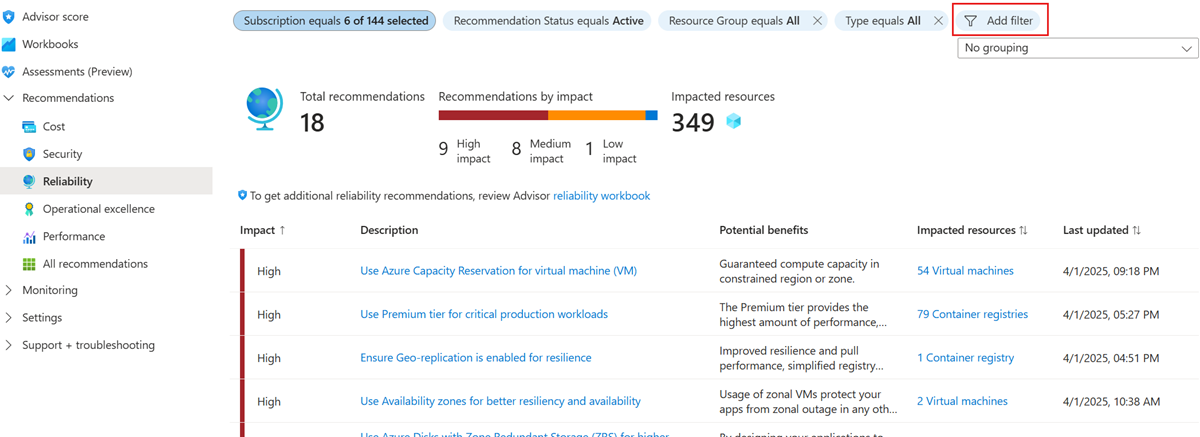 Advisor score
Workbooks
Assessments (Preview)
Recommendations
Cost
Security
Reliability
Operational excellence
Performance
All recommendations
Monitoring
Settings
Support + troubleshooting
Subscription equals 6 of 144 selected
Recommendation Status equals Active
Resource Group equals All
Type equals All
Add filter
No grouping
Total recommendations
18
Recommendations by impact
9 High impact
8 Medium impact
1 Low impact
Impacted resources
349
To get additional reliability recommendations, review Advisor reliability workbook
Impact ↑ Description Potential benefits Impacted resources ↑↓ Last updated ↑↓
High Use Azure Capacity Reservation for virtual machine (VM) Guaranteed compute capacity in constrained region or zone. 54 Virtual machines 4/1/2025, 09:18 PM
High Use Premium tier for critical production workloads The Premium tier provides the highest amount of performance,... 79 Container registries 4/1/2025, 05:27 PM
High Ensure Geo-replication is enabled for resilience Improved resilience and pull performance, simplified registry... 1 Container registry 4/1/2025, 04:51 PM
High Use Availability zones for better resiliency and availability Usage of zonal VMs protect your apps from zonal outage in any oth... 2 Virtual machines 4/1/2025, 10:38 AM
Use Azure Disks with Zone Redundant Storage (ZRS) for higher By designing your applications to